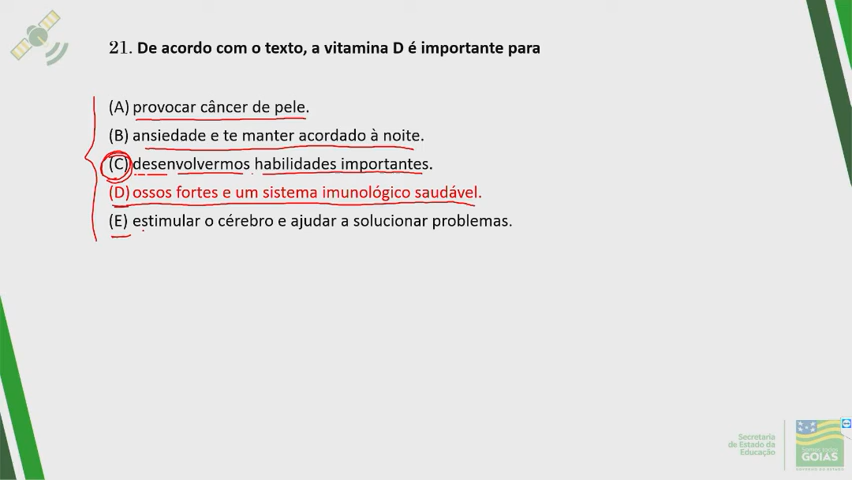 21. De acordo com o texto, a vitamina D é importante para
(A) provocar câncer de pele.
(B) ansiedade e te manter acordado à noite.
(C) desenvolvermos habilidades importantes.
(D) ossos fortes e um sistema imunológico saudável.
(E) estimular o cérebro e ajudar a solucionar problemas.
Secretaria
de Estado da
Educação
GOIÁS